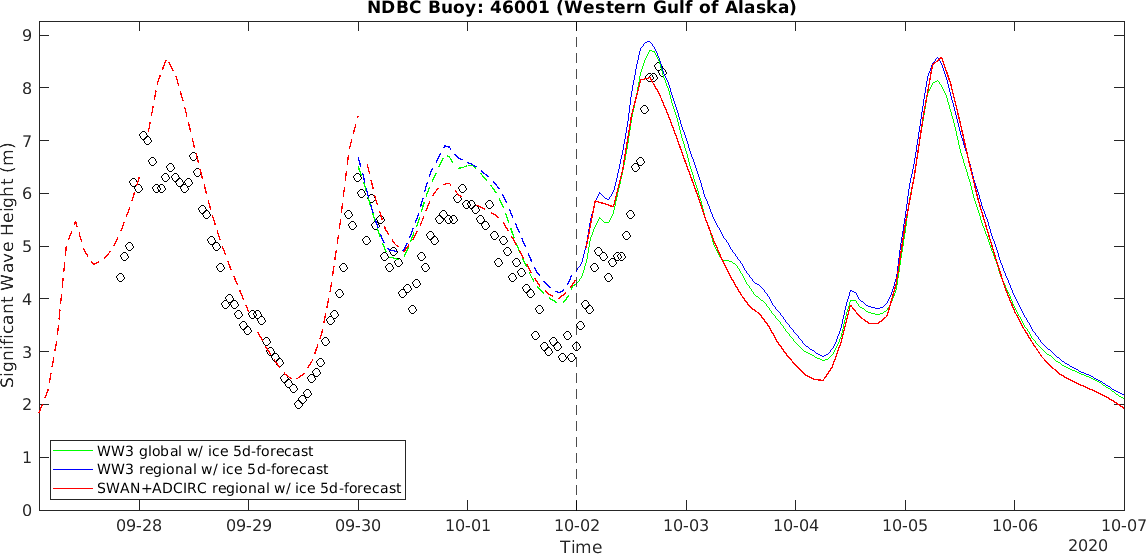 NDBC Buoy: 46001 (Western Gulf of Alaska)
Significant Wave Height (m)
9
8
7
6
5
4
3
2
1
0
WW3 global w/ ice 5d-forecast
WW3 regional w/ ice 5d-forecast
SWAN+ADCIRC regional w/ ice 5d-forecast
09-28 09-29 09-30 10-01 10-02 10-03 10-04 10-05 10-06 10-07
Time
2020